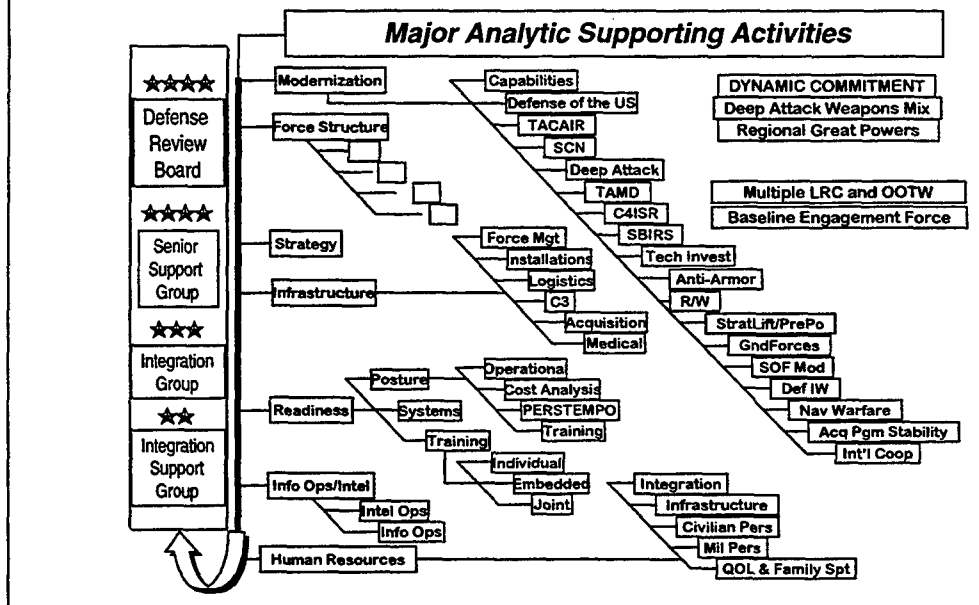 Major Analytic Supporting Activities
Defense
Review
Board
Senior
Support
Group
Integration
Group
Integration
Support
Group
Modernization
Force Structure
Strategy
Infrastructure
Readiness
Info Ops/Intel
Intel Ops
Info Ops
Human Resources
Force Mgt
nstallations
Logistics
C3
Acquisition
Medical
Posture
Systems
Training
Operationa
Cost Analysis
PERSTEMPO
Training
Individual
Embedded
Joint
Capabilities
Defense of the US
TACAIR
SCN
Deep Attack
TAMD
C4ISR
SBIRS
Tech Invest
Anti-Armor
R/W
StratLift/PrePo
GndForces
SOF Mod
Def IW
Nav Warfare
Acq Pgm Stability
Int'l Coop
Integration
Infrastructure
Civilian Pers
Mil Pers
QOL & Family Spt
DYNAMIC COMMITMENT
Deep Attack Weapons Mix
Regional Great Powers
Multiple LRC and OOTW
Baseline Engagement Force